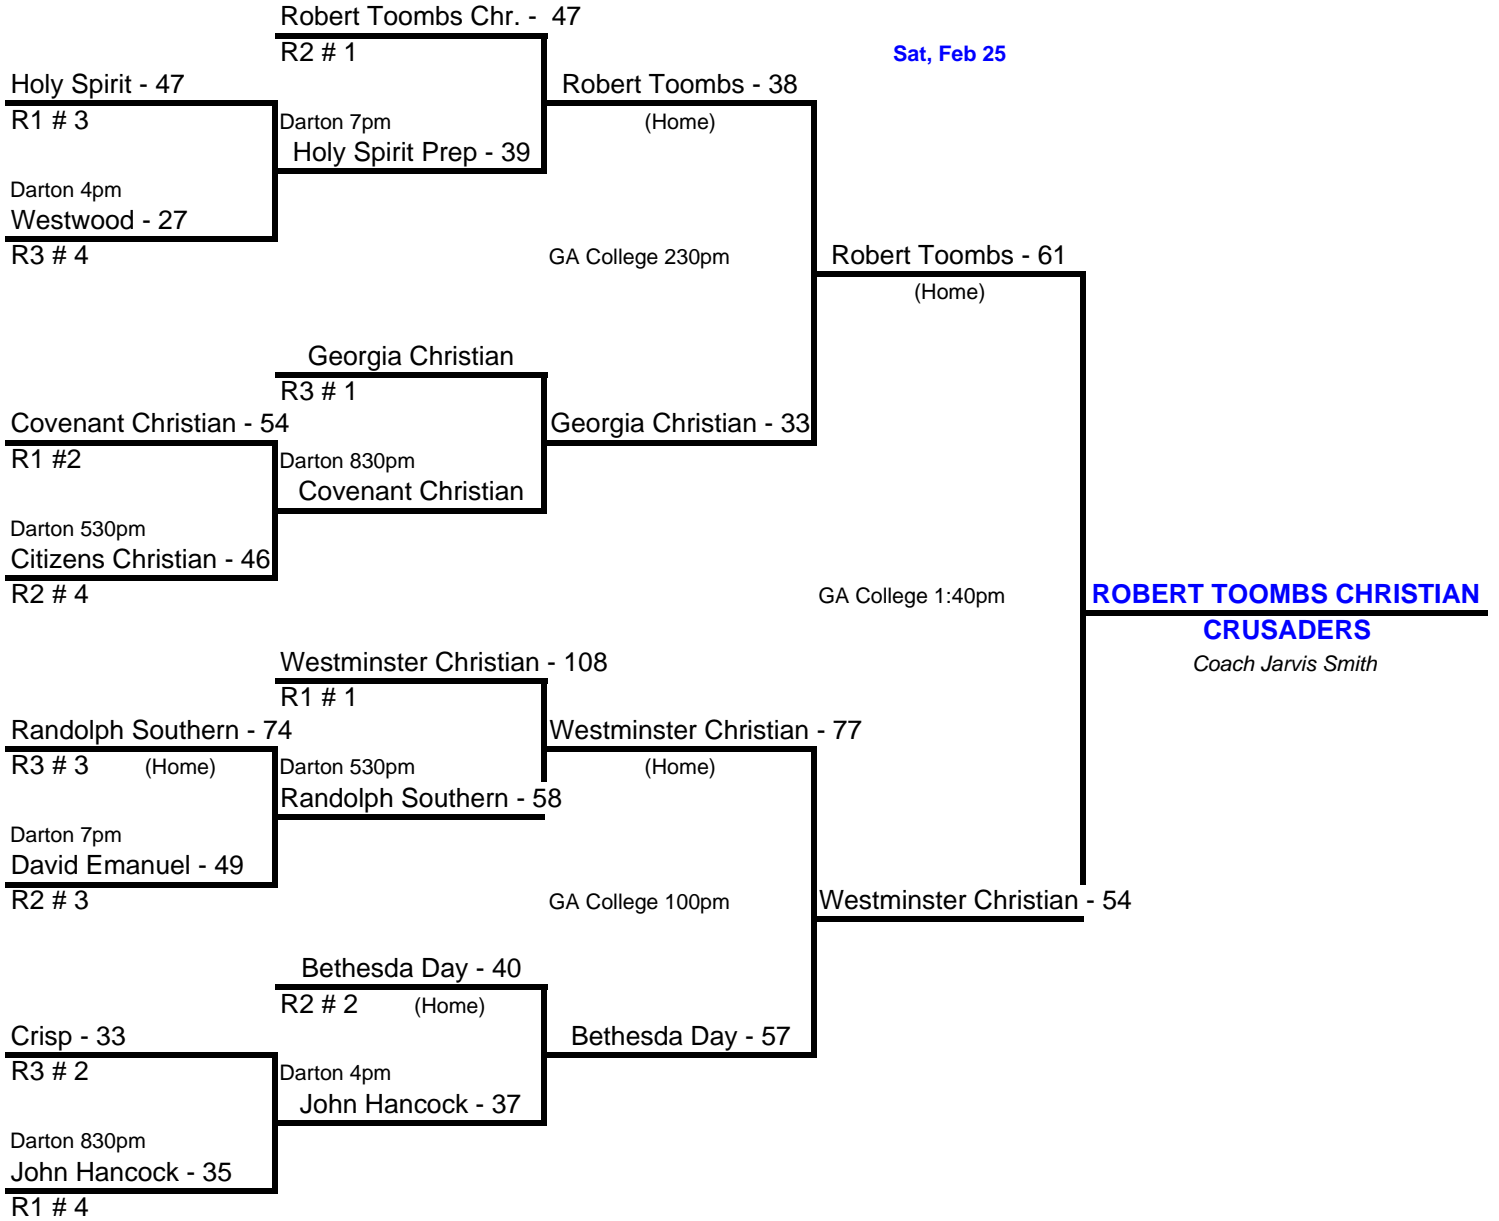 Robert Toombs Chr. - 47
R2 # 1
Sat, Feb 25
Holy Spirit - 47
Robert Toombs - 38
R1 # 3
Darton 7pm
(Home)
Holy Spirit Prep - 39
Darton 4pm
Westwood - 27
R3 # 4
GA College 230pm
Robert Toombs - 61
(Home)
Georgia Christian
R3 # 1
Covenant Christian - 54
Georgia Christian - 33
R1 #2
Darton 830pm
Covenant Christian
Darton 530pm
Citizens Christian - 46
R2 # 4
GA College 1:40pm
ROBERT TOOMBS CHRISTIAN
CRUSADERS
Coach Jarvis Smith
Westminster Christian - 108
R1 # 1
Randolph Southern - 74
Westminster Christian - 77
R3 # 3 (Home)
Darton 530pm
(Home)
Randolph Southern - 58
Darton 7pm
David Emanuel - 49
R2 # 3
GA College 100pm
Westminster Christian - 54
Bethesda Day - 40
R2 # 2 (Home)
Crisp - 33
Bethesda Day - 57
R3 # 2
Darton 4pm
John Hancock - 37
Darton 830pm
John Hancock - 35
R1 # 4